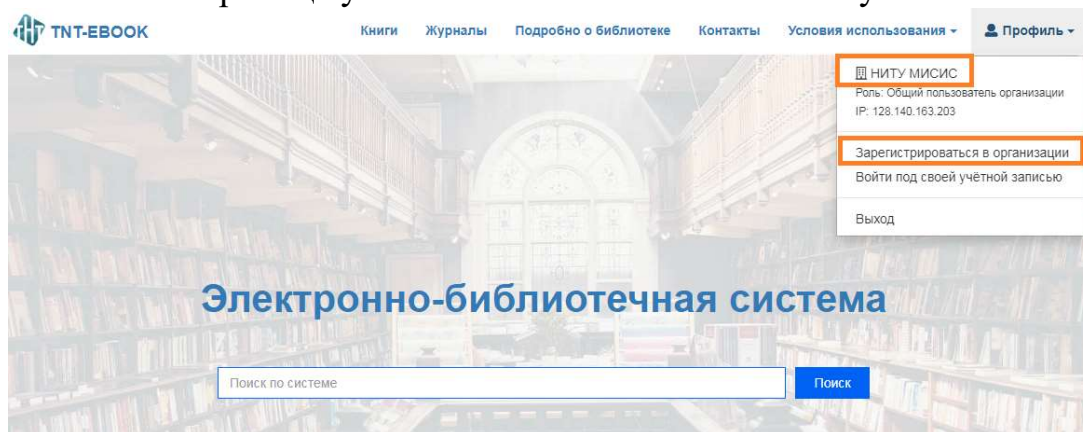 TNT-EBOOK
Книги Журналы Подробно о библиотеке Контакты Условия использования Профиль
НИТУ МИСИС
Роль: Общий пользователь организации
IP: 128.140.163.203
Зарегистрироваться в организации
Войти под своей учётной записью
Выход
Электронно-библиотечная система
Поиск по системе Поиск